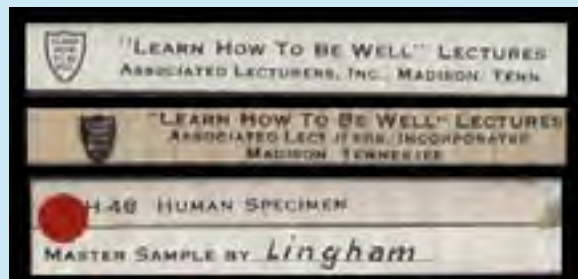 "LEARN HOW TO BE WELL" LECTURES
ASSOCIATED LECTURERS, INC., MADISON, TENN.
"LEARN HOW TO BE WELL" LECTURES
ASSOCIATED LECTURERS, INCORPORATED
MADISON, TENNESSEE
H-48 HUMAN SPECIMEN
MASTER SAMPLE BY Lingham